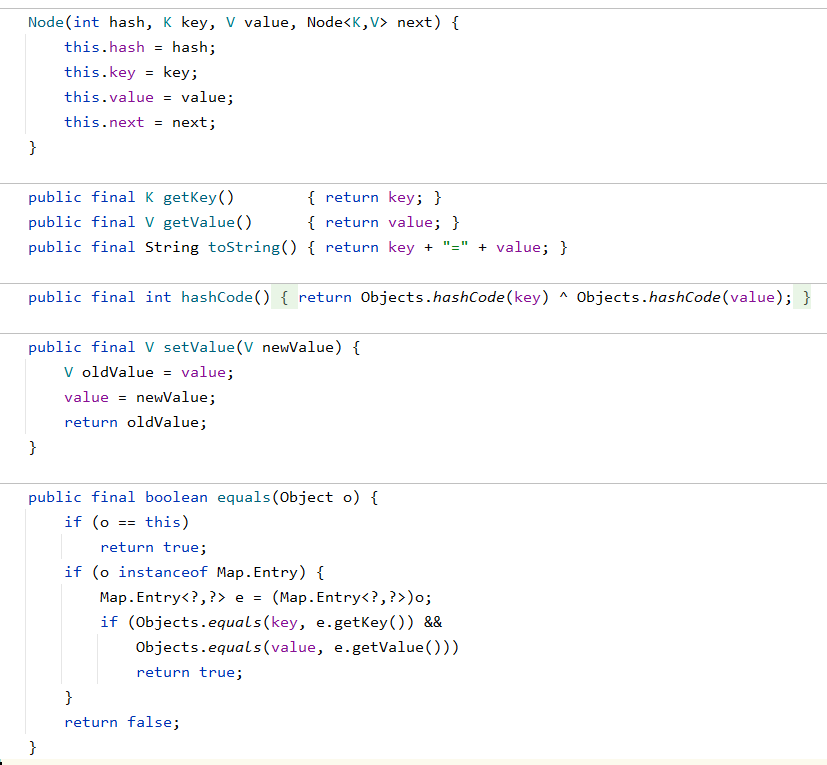 Node(int hash, K key, V value, Node<K,V> next) {
    this.hash = hash;
    this.key = key;
    this.value = value;
    this.next = next;
}
public final K getKey()        { return key; }
public final V getValue()      { return value; }
public final String toString() { return key + "=" + value; }
public final int hashCode() { return Objects.hashCode(key) ^ Objects.hashCode(value); }
public final V setValue(V newValue) {
    V oldValue = value;
    value = newValue;
    return oldValue;
}
public final boolean equals(Object o) {
    if (o == this)
        return true;
    if (o instanceof Map.Entry) {
        Map.Entry<?,?> e = (Map.Entry<?,?>)o;
        if (Objects.equals(key, e.getKey()) &&
            Objects.equals(value, e.getValue()))
            return true;
    }
    return false;
}